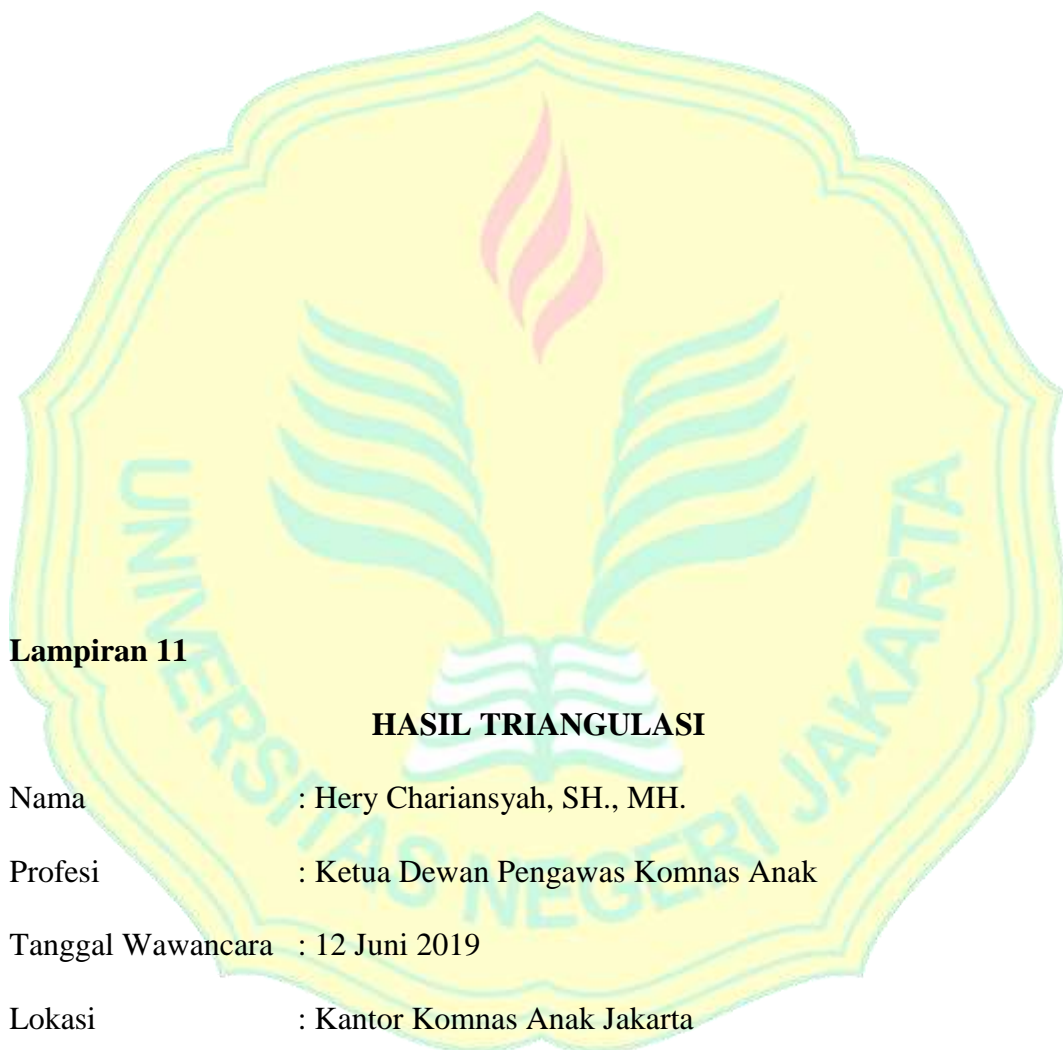 UNIVERSITAS NEGERI JAKARTA
Lampiran 11
HASIL TRIANGULASI
Nama : Hery Chariansyah, SH., MH.
Profesi : Ketua Dewan Pengawas Komnas Anak
Tanggal Wawancara : 12 Juni 2019
Lokasi : Kantor Komnas Anak Jakarta